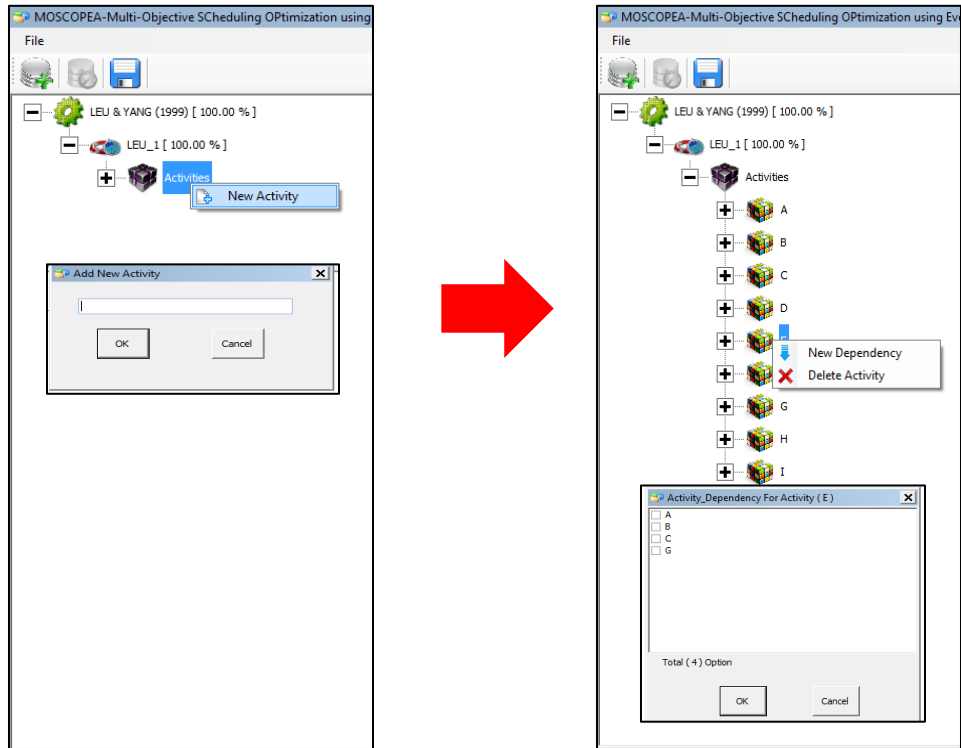 MOSCOPEA-Multi-Objective SCheduling OPtimization using
File
LEU & YANG (1999) [ 100.00 % ]
LEU_1 [ 100.00 % ]
Activities
New Activity
Add New Activity
OK
Cancel
MOSCOPEA-Multi-Objective SCheduling OPtimization using
File
LEU & YANG (1999) [ 100.00 % ]
LEU_1 [ 100.00 % ]
Activities
A
B
C
D
New Dependency
Delete Activity
G
H
I
Activity_Dependency For Activity ( E )
A
B
C
G
Total ( 4 ) Option
OK
Cancel